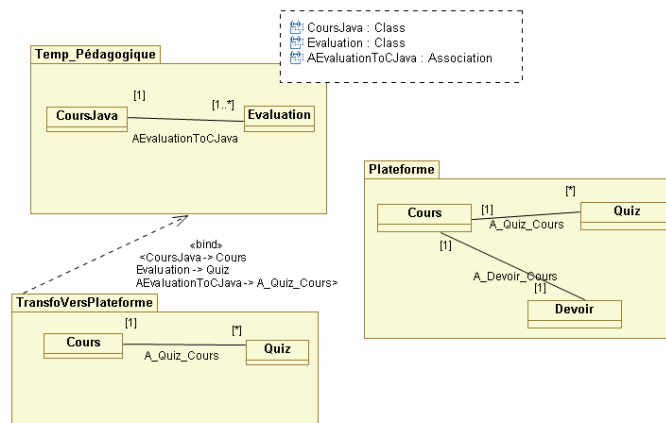 CoursJava : Class
Evaluation : Class
AEvaluationToCJava : Association
Temp_Pédagogique
[1]
[1..*]
CoursJava
Evaluation
AEvaluationToCJava
Plateforme
[*]
Cours
[1]
Quiz
A_Quiz_Cours
[1]
A_Devoir_Cours
[1]
Devoir
«bind»
<CoursJava-> Cours
Evaluation -> Quiz
AEvaluationToCJava-> A_Quiz_Cours>
TransfoVersPlateforme
[1]
[*]
Cours
Quiz
A_Quiz_Cours